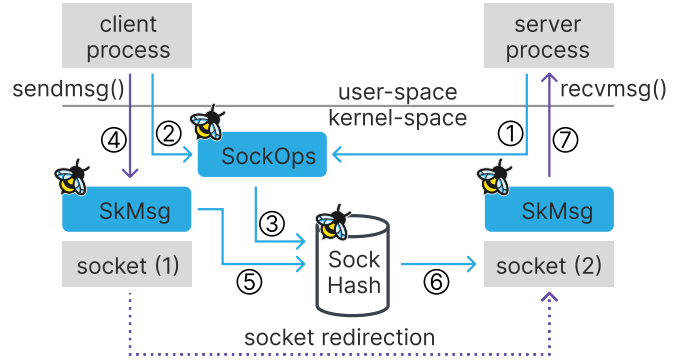 client
process
server
process
sendmsg()
recvmsg()
user-space
kernel-space
④
②
①
⑦
SockOps
SkMsg
SkMsg
③
Sock
Hash
socket (1)
socket (2)
⑤
⑥
socket redirection